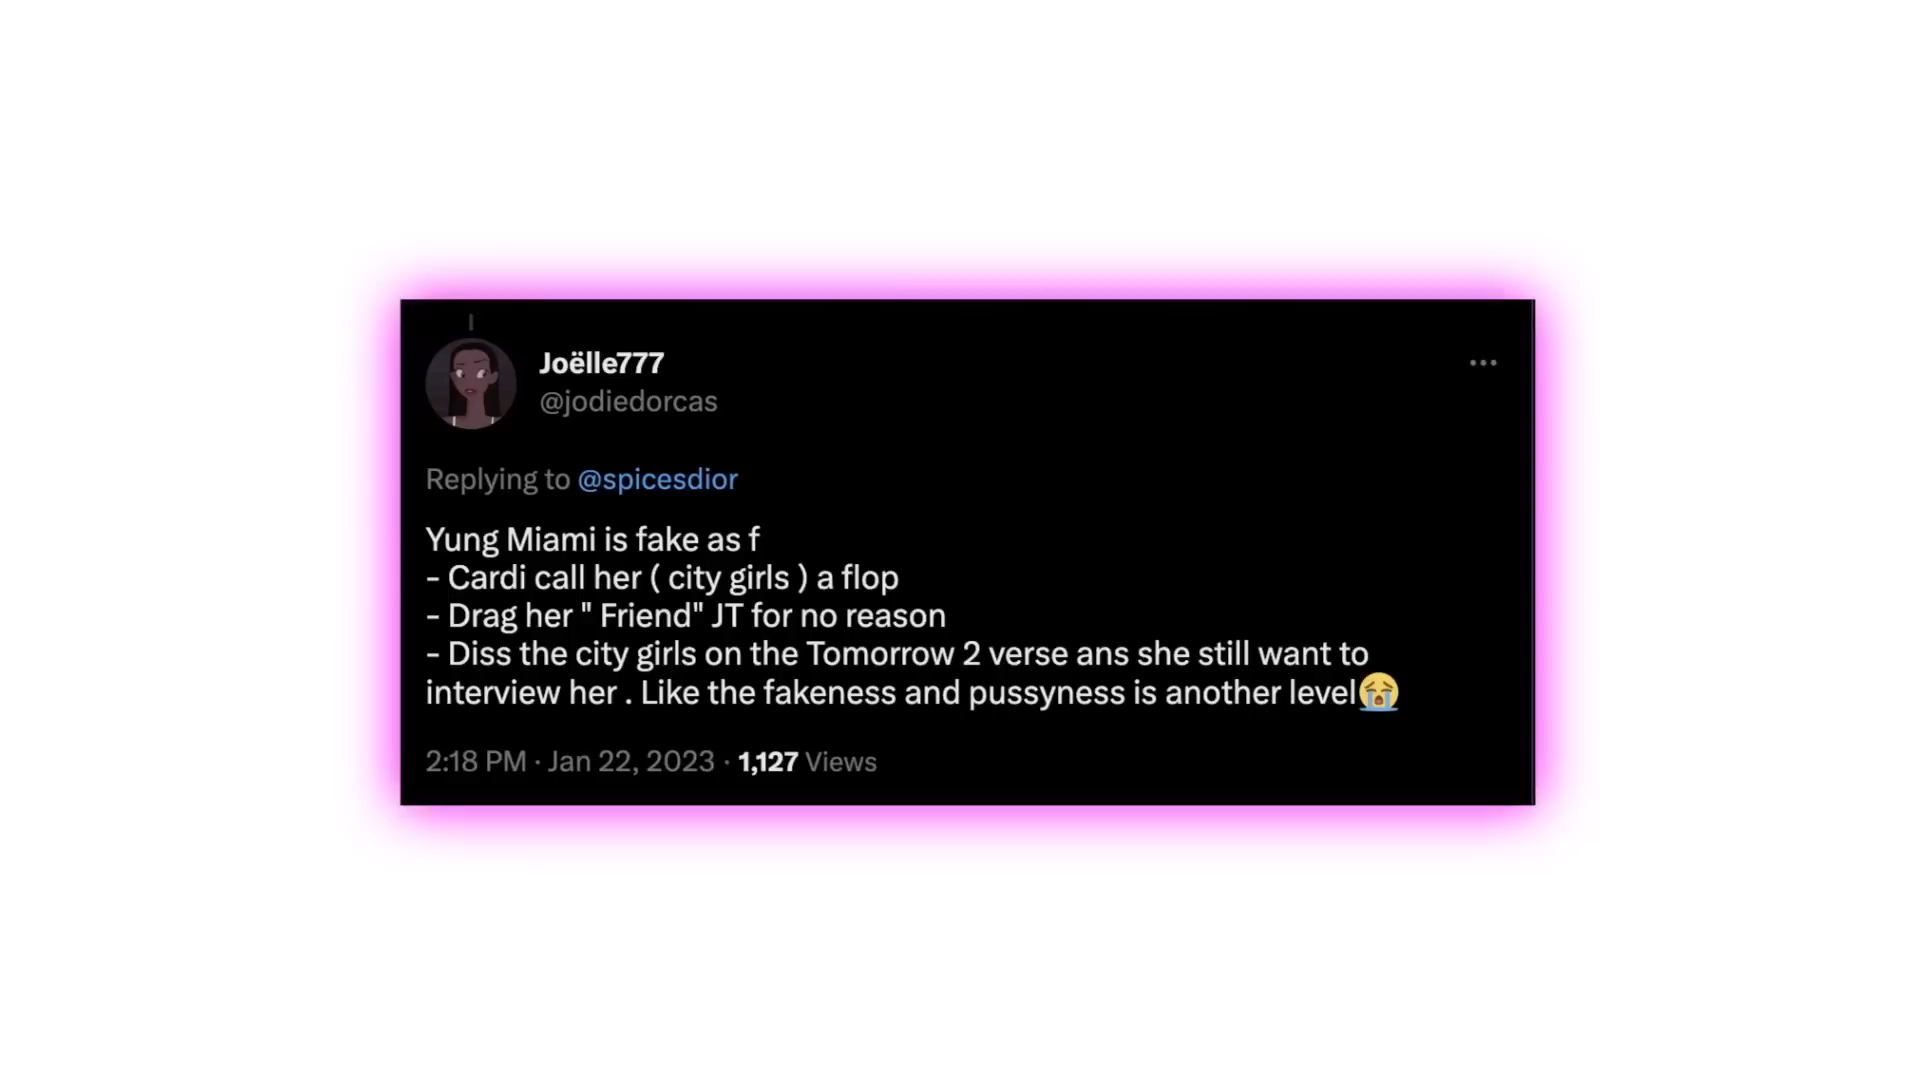 Joëlle777
@jodiedorcas
Replying to @spicesdior
Yung Miami is fake as f
- Cardi call her ( city girls ) a flop
- Drag her " Friend" JT for no reason
- Diss the city girls on the Tomorrow 2 verse ans she still want to
interview her . Like the fakeness and pussyness is another level😭
2:18 PM · Jan 22, 2023 · 1,127 Views